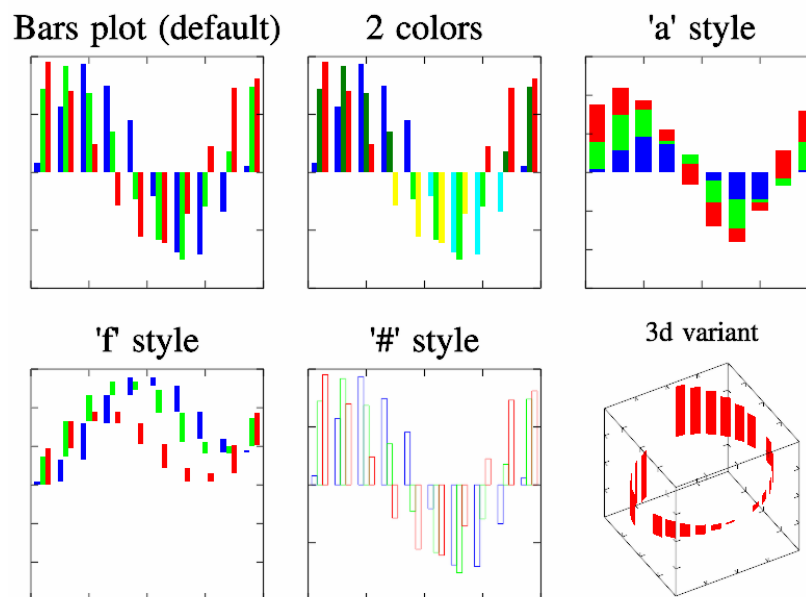 Bars plot (default)
2 colors
'a' style
'f' style
'#' style
3d variant